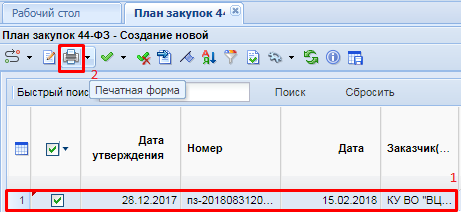 Рабочий стол План закупок 44-
План закупок 44-ФЗ - Создание новой
2
Быстрый поис Поиск Сбросить
Печатная форма
Дата утверждения Номер Дата Заказчик(...
1
1 28.12.2017 пз-2018083120... 15.02.2018 КУ ВО "ВЦ...